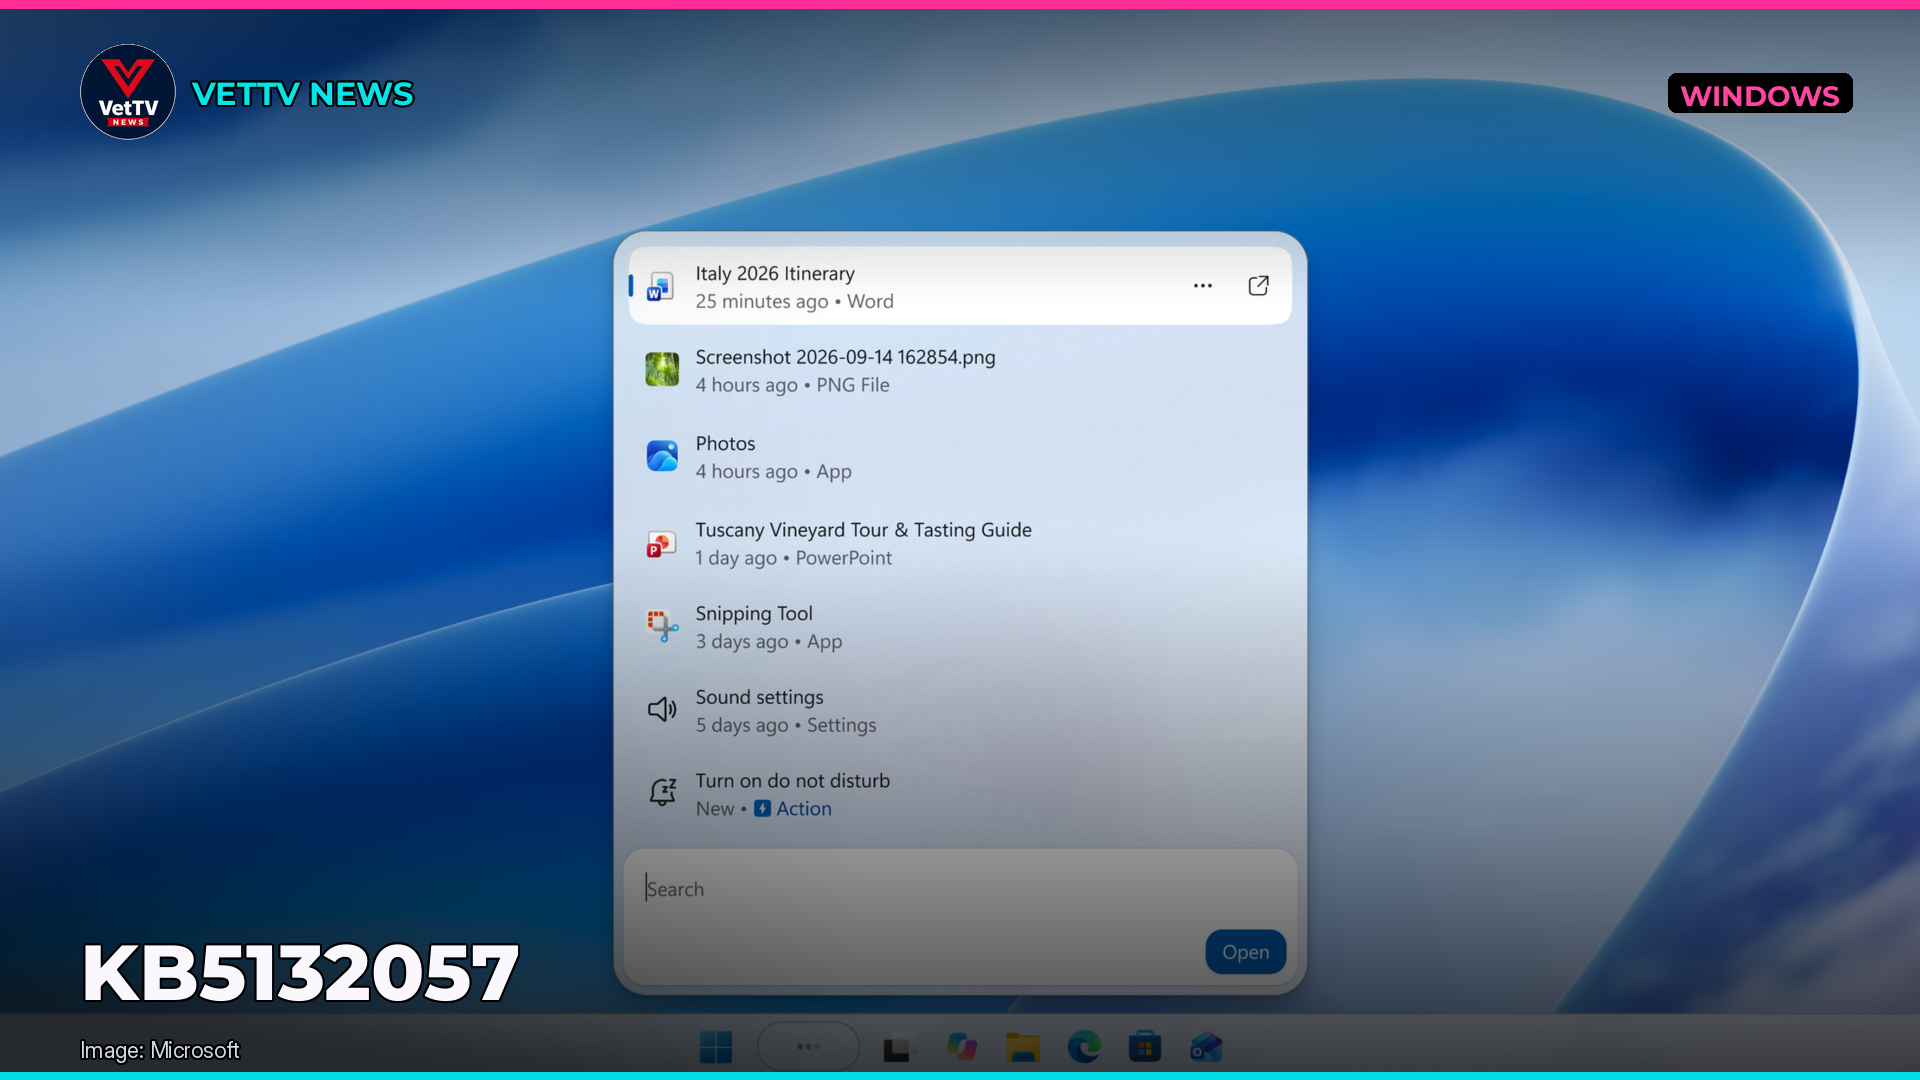 VetTV
NEWS
VETTV NEWS
WINDOWS
Italy 2026 Itinerary
25 minutes ago • Word
Screenshot 2026-09-14 162854.png
4 hours ago • PNG File
Photos
4 hours ago • App
Tuscany Vineyard Tour & Tasting Guide
1 day ago • PowerPoint
Snipping Tool
3 days ago • App
Sound settings
5 days ago • Settings
Turn on do not disturb
New • Action
Search
Open
KB5132057
Image: Microsoft